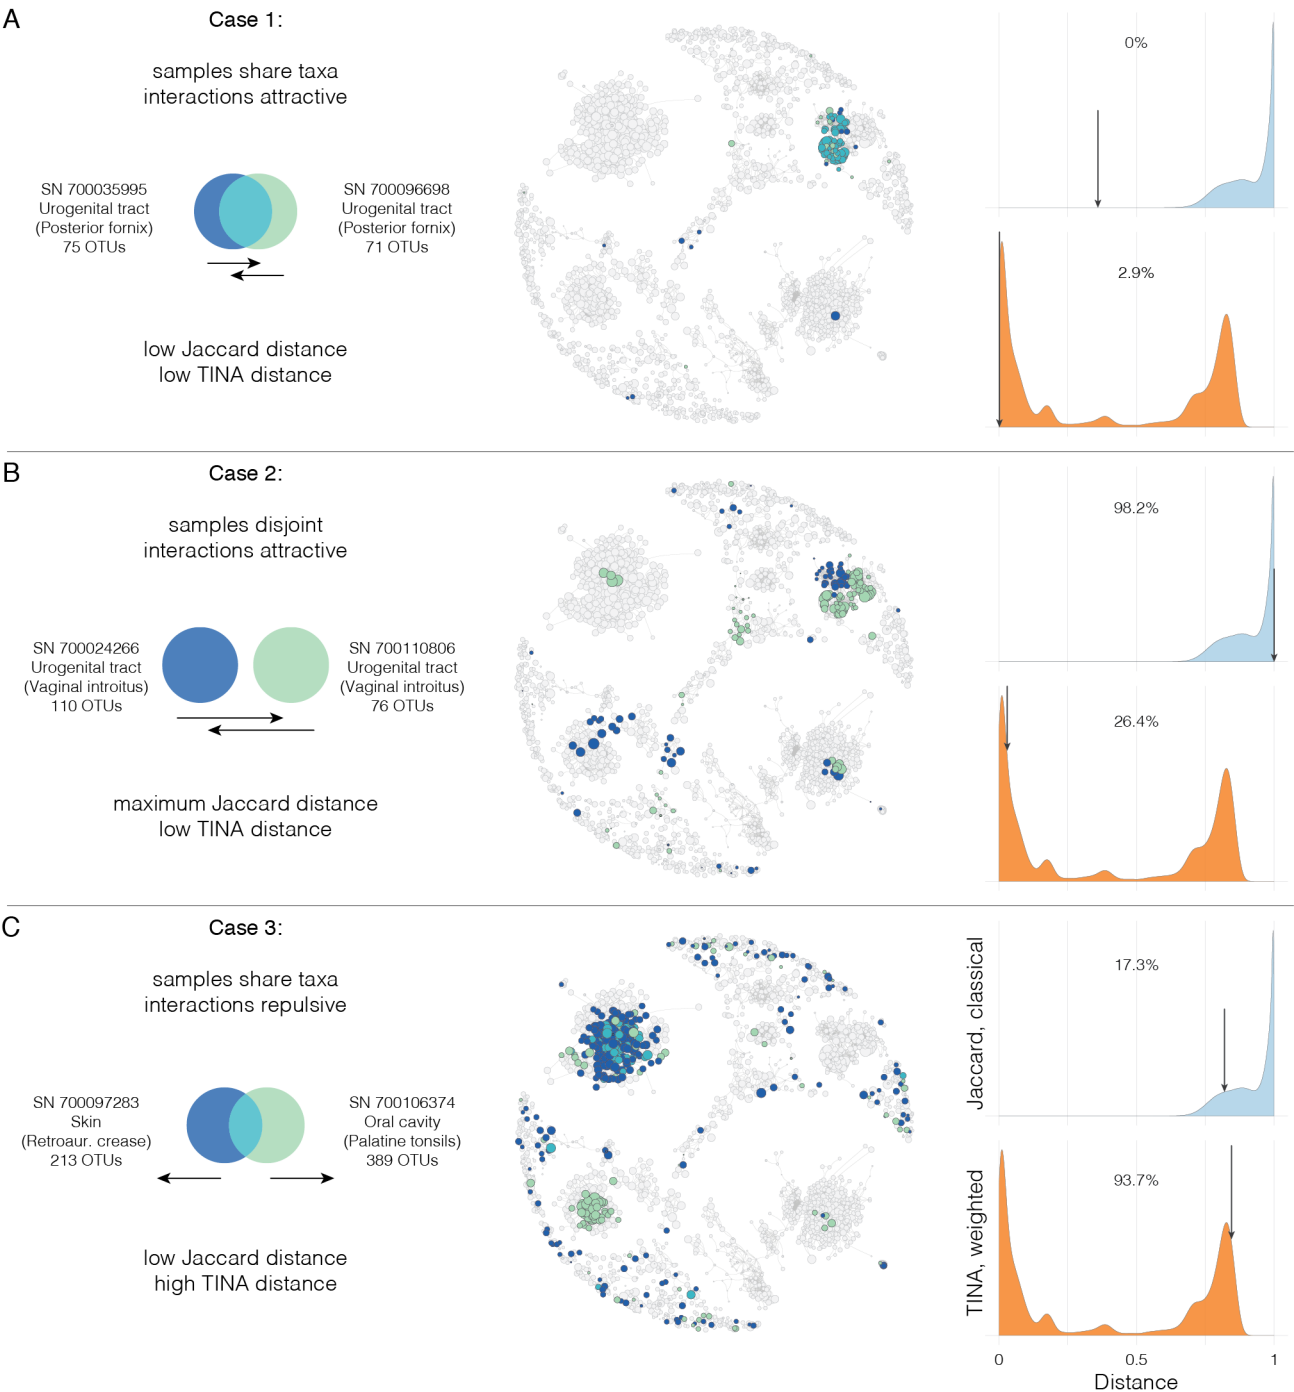 A
Case 1:
samples share taxa
interactions attractive
SN 700035995
Urogenital tract
(Posterior fornix)
75 OTUs
SN 700096698
Urogenital tract
(Posterior fornix)
71 OTUs
low Jaccard distance
low TINA distance
0%
2.9%
B
Case 2:
samples disjoint
interactions attractive
SN 700024266
Urogenital tract
(Vaginal introitus)
110 OTUs
SN 700110806
Urogenital tract
(Vaginal introitus)
76 OTUs
maximum Jaccard distance
low TINA distance
98.2%
26.4%
C
Case 3:
samples share taxa
interactions repulsive
SN 700097283
Skin
(Retroaur. crease)
213 OTUs
SN 700106374
Oral cavity
(Palatine tonsils)
389 OTUs
low Jaccard distance
high TINA distance
Jaccard, classical
17.3%
TINA, weighted
93.7%
0
0.5
1
Distance